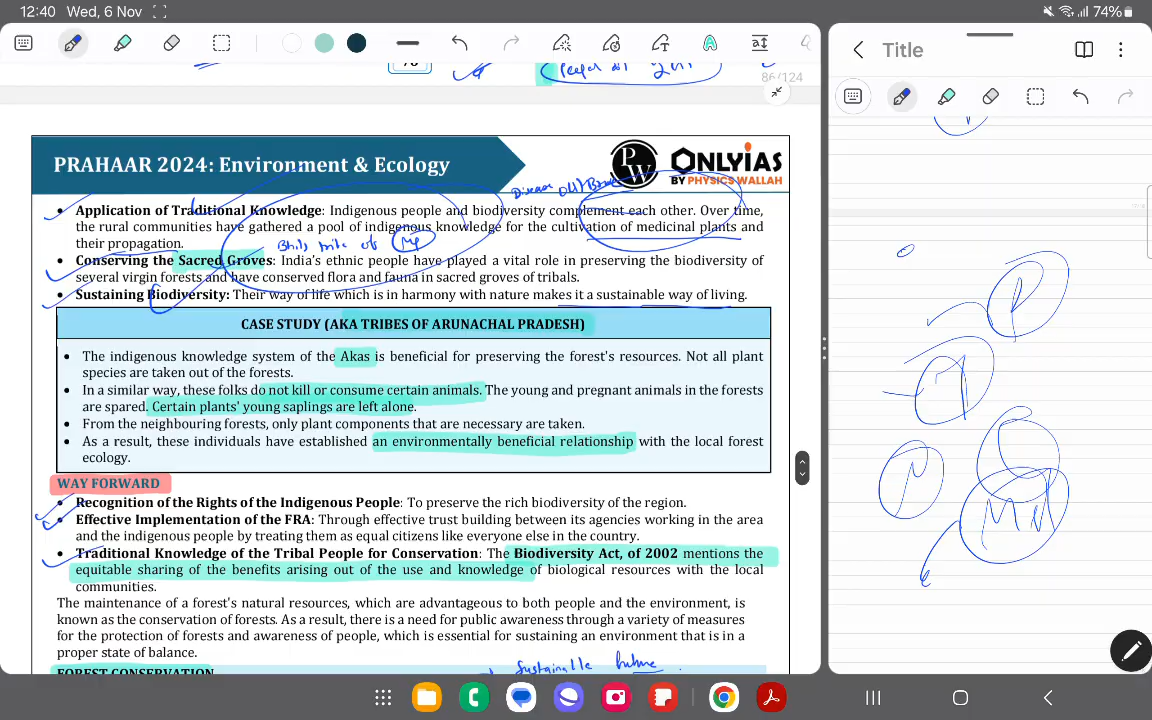 12:40 Wed, 6 Nov
74%
86/124
PRAHAAR 2024: Environment & Ecology
PW
ONLYIAS
BY PHYSICS WALLAH
• Application of Traditional Knowledge: Indigenous people and biodiversity complement each other. Over time,
the rural communities have gathered a pool of indigenous knowledge for the cultivation of medicinal plants and
their propagation.
Bhils tribe of MP
• Conserving the Sacred Groves: India's ethnic people have played a vital role in preserving the biodiversity of
several virgin forests and have conserved flora and fauna in sacred groves of tribals.
• Sustaining Biodiversity: Their way of life which is in harmony with nature makes it a sustainable way of living.
CASE STUDY (AKA TRIBES OF ARUNACHAL PRADESH)
• The indigenous knowledge system of the Akas is beneficial for preserving the forest's resources. Not all plant
species are taken out of the forests.
• In a similar way, these folks do not kill or consume certain animals. The young and pregnant animals in the forests
are spared. Certain plants' young saplings are left alone.
• From the neighbouring forests, only plant components that are necessary are taken.
• As a result, these individuals have established an environmentally beneficial relationship with the local forest
ecology.
WAY FORWARD
• Recognition of the Rights of the Indigenous People: To preserve the rich biodiversity of the region.
• Effective Implementation of the FRA: Through effective trust building between its agencies working in the area
and the indigenous people by treating them as equal citizens like everyone else in the country.
• Traditional Knowledge of the Tribal People for Conservation: The Biodiversity Act, of 2002 mentions the
equitable sharing of the benefits arising out of the use and knowledge of biological resources with the local
communities.
The maintenance of a forest's natural resources, which are advantageous to both people and the environment, is
known as the conservation of forests. As a result, there is a need for public awareness through a variety of measures
for the protection of forests and awareness of people, which is essential for sustaining an environment that is in a
proper state of balance.
sustainable future
FOREST CONSERVATION
Title
P
A
N
M